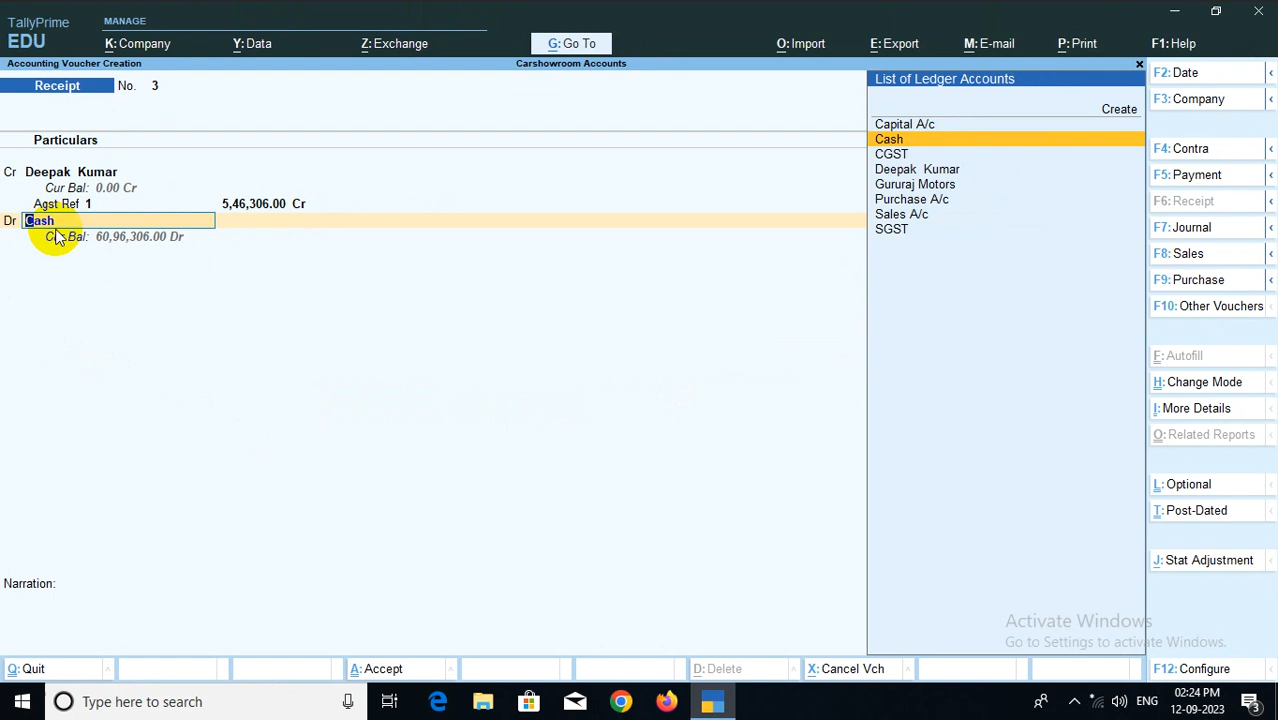 TallyPrime
EDU
MANAGE
K: Company
Y: Data
Z: Exchange
G: Go To
O: Import
E: Export
M: E-mail
P: Print
F1: Help
Accounting Voucher Creation
Carshowroom Accounts
Receipt No. 3
Particulars
Cr Deepak Kumar
Cur Bal: 0.00 Cr
Agst Ref 1 5,46,306.00 Cr
Dr Cash
Cur Bal: 60,96,306.00 Dr
Narration:
List of Ledger Accounts
Create
Capital A/c
Cash
CGST
Deepak Kumar
Gururaj Motors
Purchase A/c
Sales A/c
SGST
F2: Date
F3: Company
F4: Contra
F5: Payment
F6: Receipt
F7: Journal
F8: Sales
F9: Purchase
F10: Other Vouchers
F: Autofill
H: Change Mode
I: More Details
O: Related Reports
L: Optional
T: Post-Dated
J: Stat Adjustment
Activate Windows
Go to Settings to activate Windows.
Q: Quit
A: Accept
D: Delete
X: Cancel Vch
F12: Configure
Type here to search
ENG
02:24 PM
12-09-2023
3